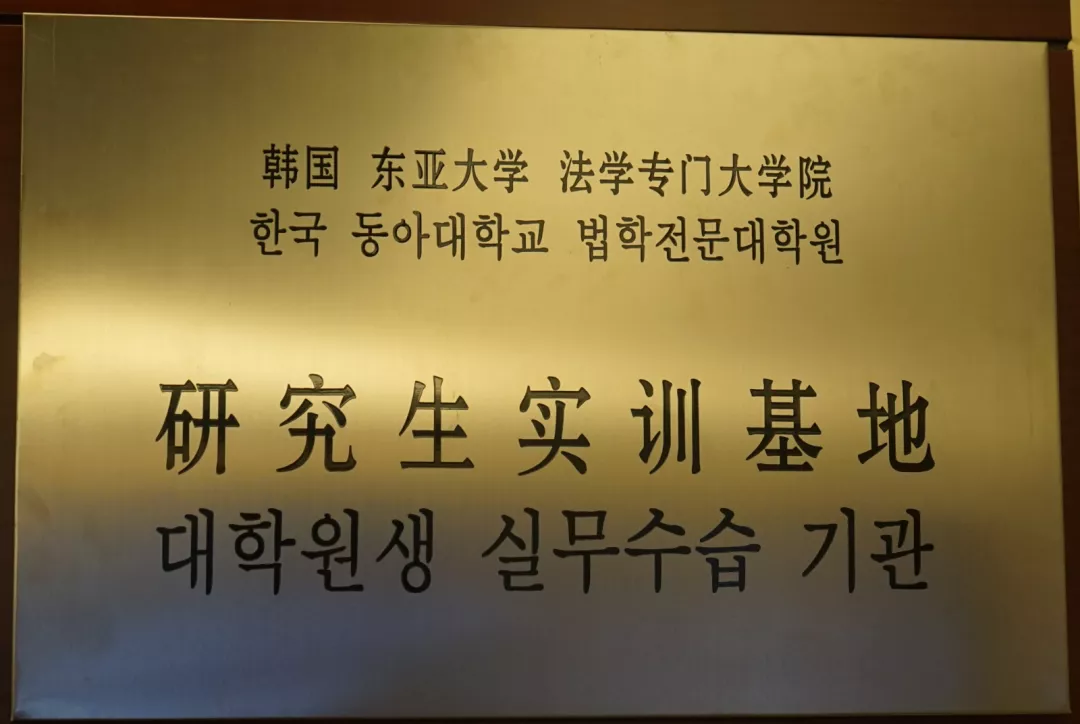 韩国 东亚大学 法学专门大学院
한국 동아대학교 법학전문대학원
研究生实训基地
대학원생 실무수습 기관